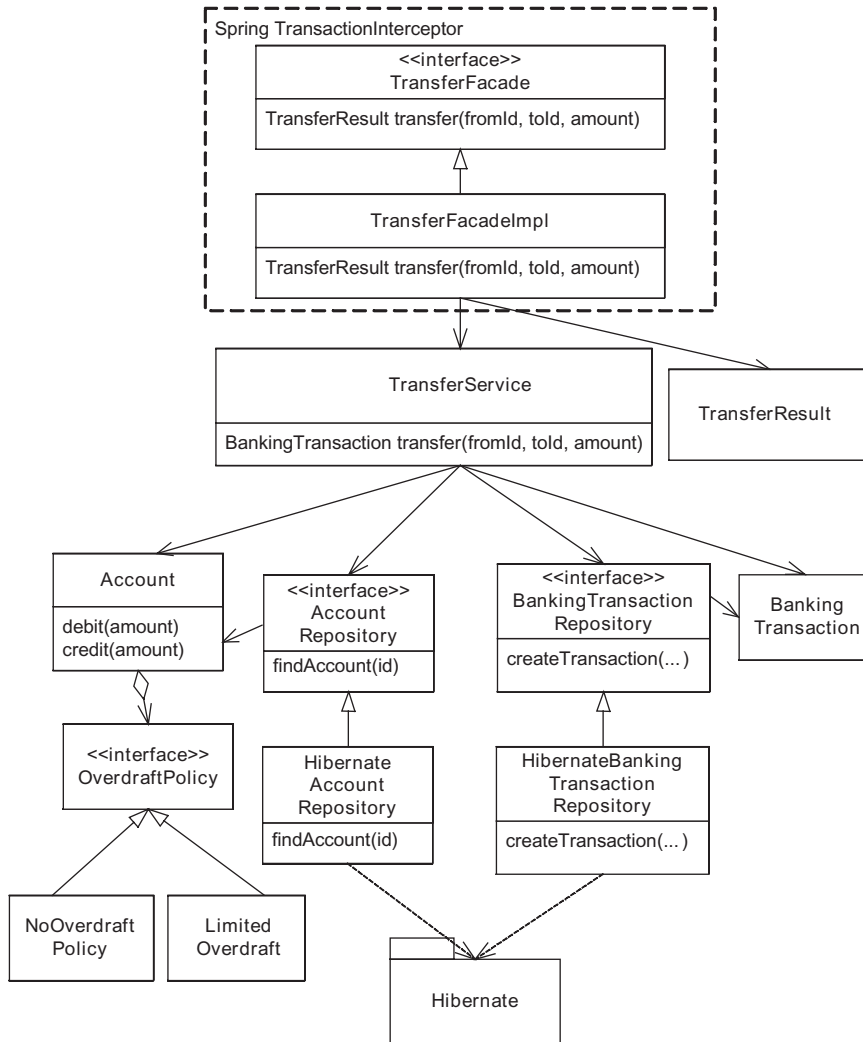 Spring TransactionInterceptor
<<interface>>
TransferFacade
TransferResult transfer(fromId, toId, amount)
TransferFacadeImpl
TransferResult transfer(fromId, toId, amount)
TransferService
BankingTransaction transfer(fromId, toId, amount)
TransferResult
Account
debit(amount)
credit(amount)
<<interface>>
Account
Repository
findAccount(id)
<<interface>>
BankingTransaction
Repository
createTransaction(... )
Banking
Transaction
<<interface>>
OverdraftPolicy
Hibernate
Account
Repository
findAccount(id)
HibernateBanking
Transaction
Repository
createTransaction(... )
NoOverdraft
Policy
Limited
Overdraft
Hibernate